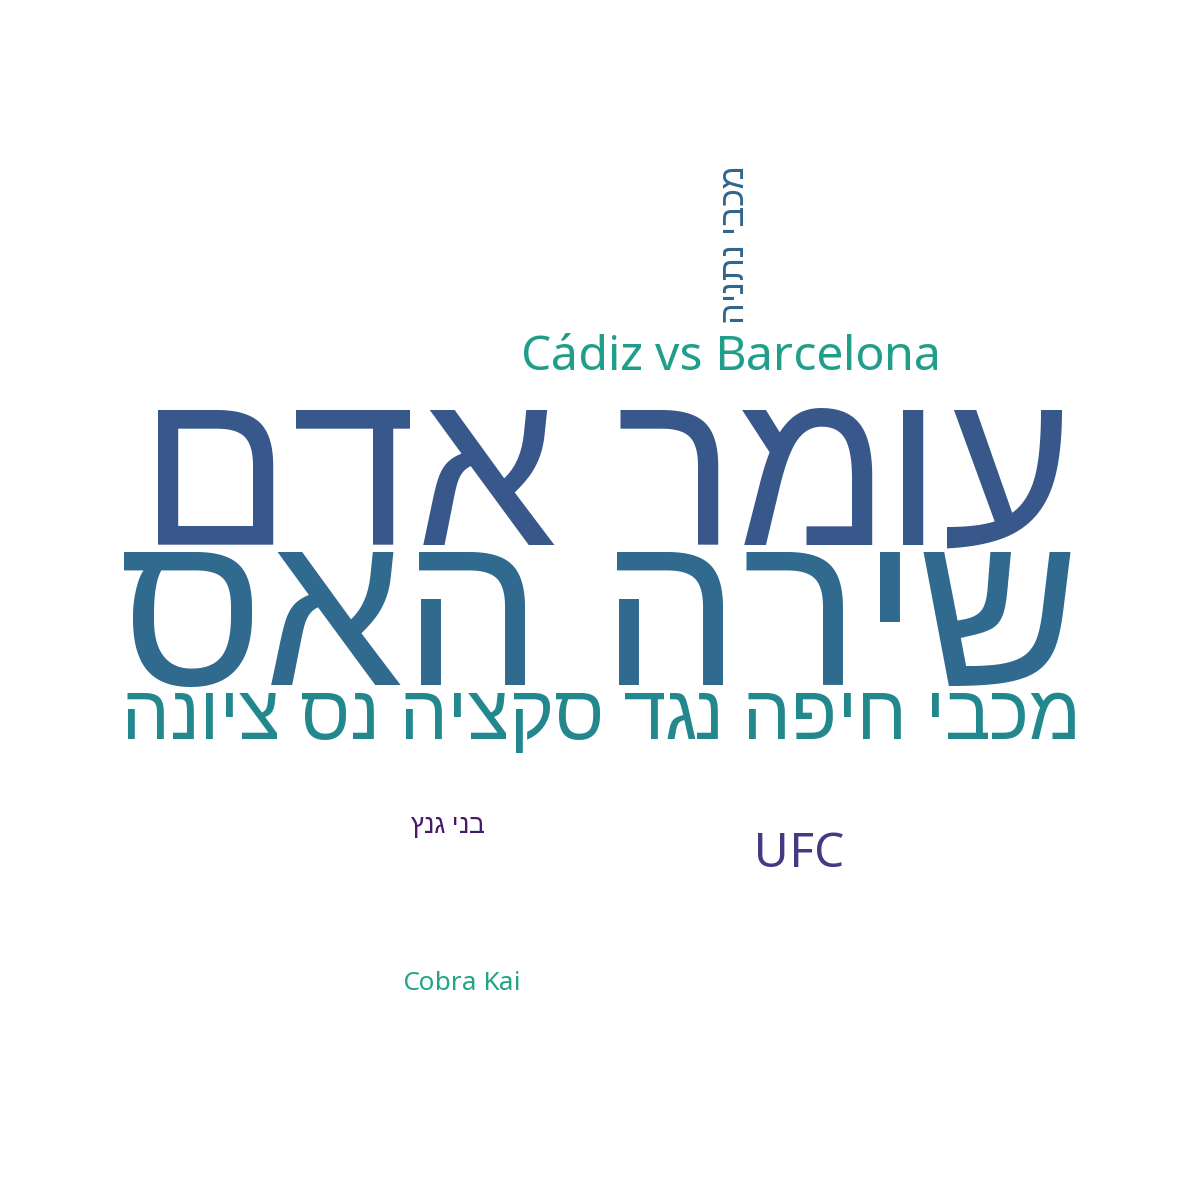 מכבי נתניה
Cádiz vs Barcelona
עומר אדם
שירה האס
מכבי חיפה נגד סקציה נס ציונה
בני גנץ
UFC
Cobra Kai